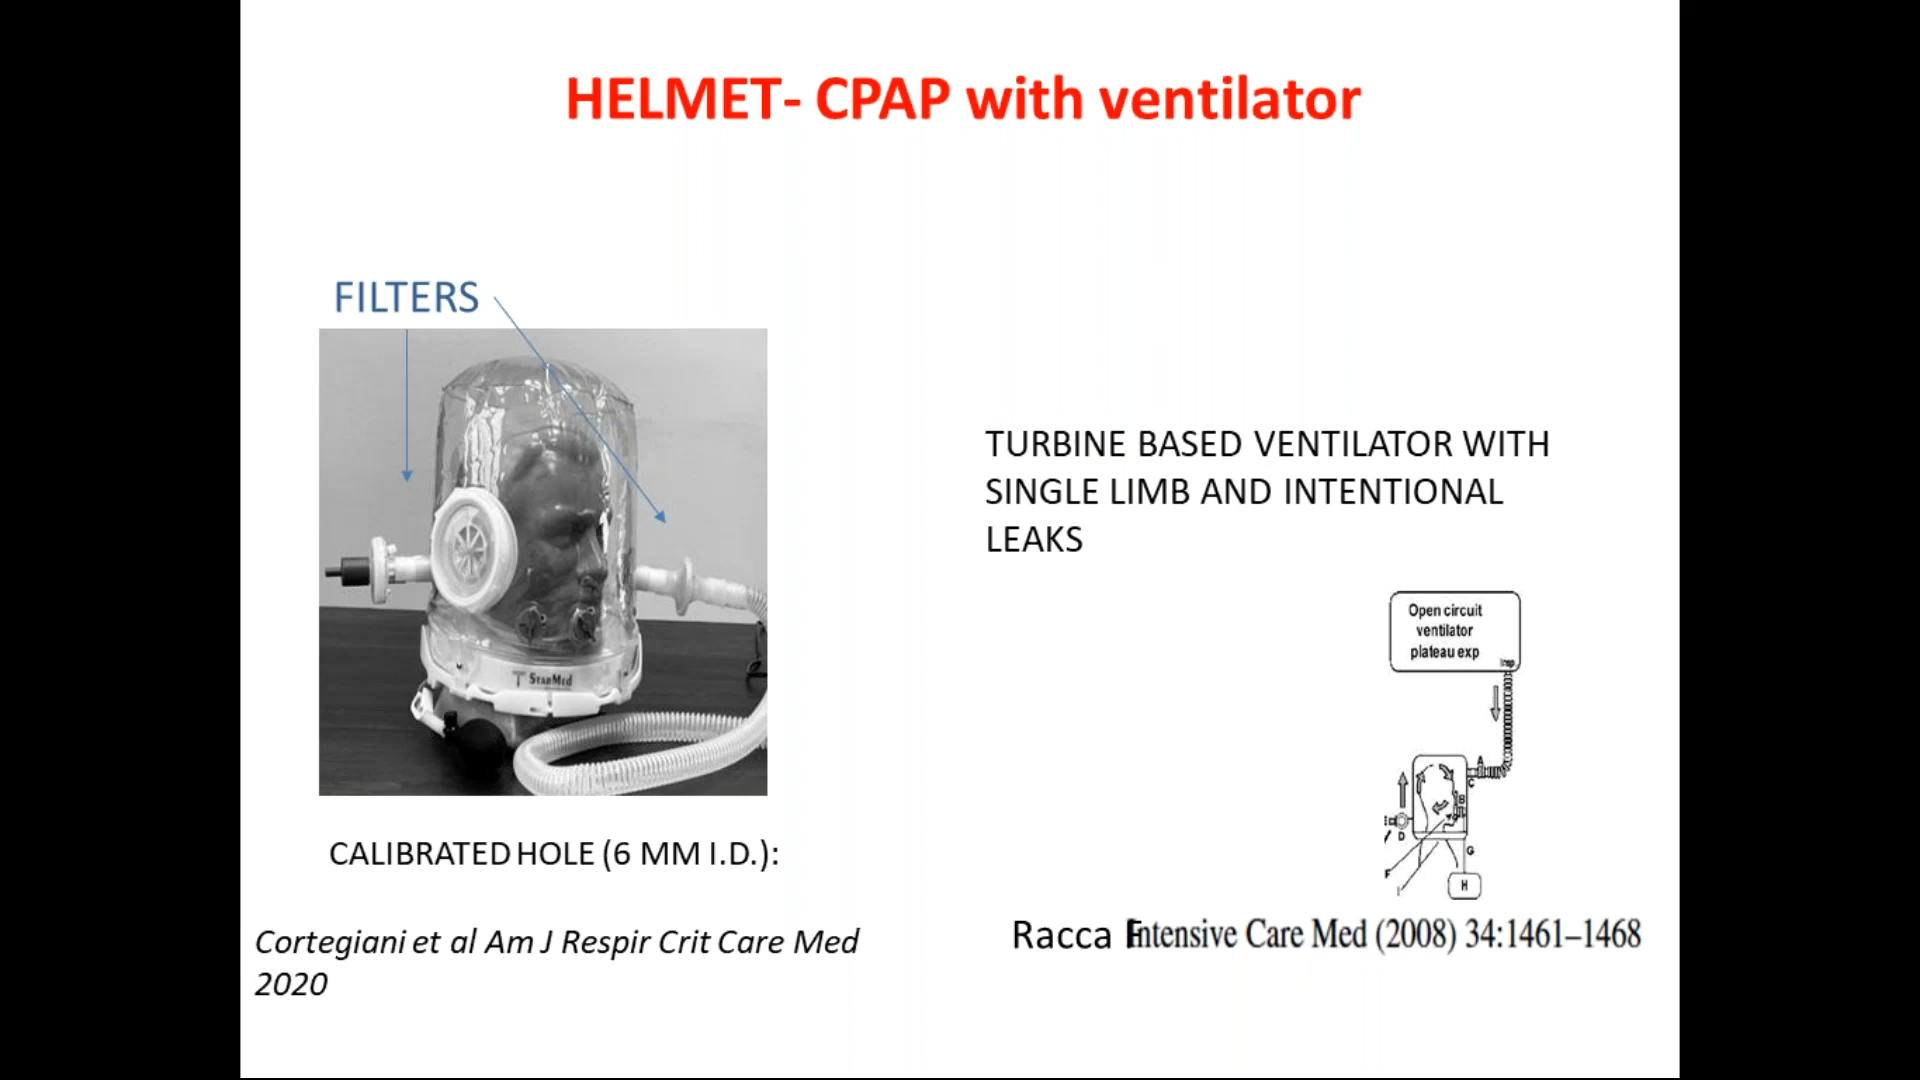 HELMET- CPAP with ventilator
FILTERS
StarMed
CALIBRATED HOLE (6 MM I.D.):
Cortegiani et al Am J Respir Crit Care Med
2020
TURBINE BASED VENTILATOR WITH
SINGLE LIMB AND INTENTIONAL
LEAKS
Open circuit
ventilator
plateau exp
Insp
A
C
B
D
G
F
I
H
Racca F Intensive Care Med (2008) 34:1461–1468